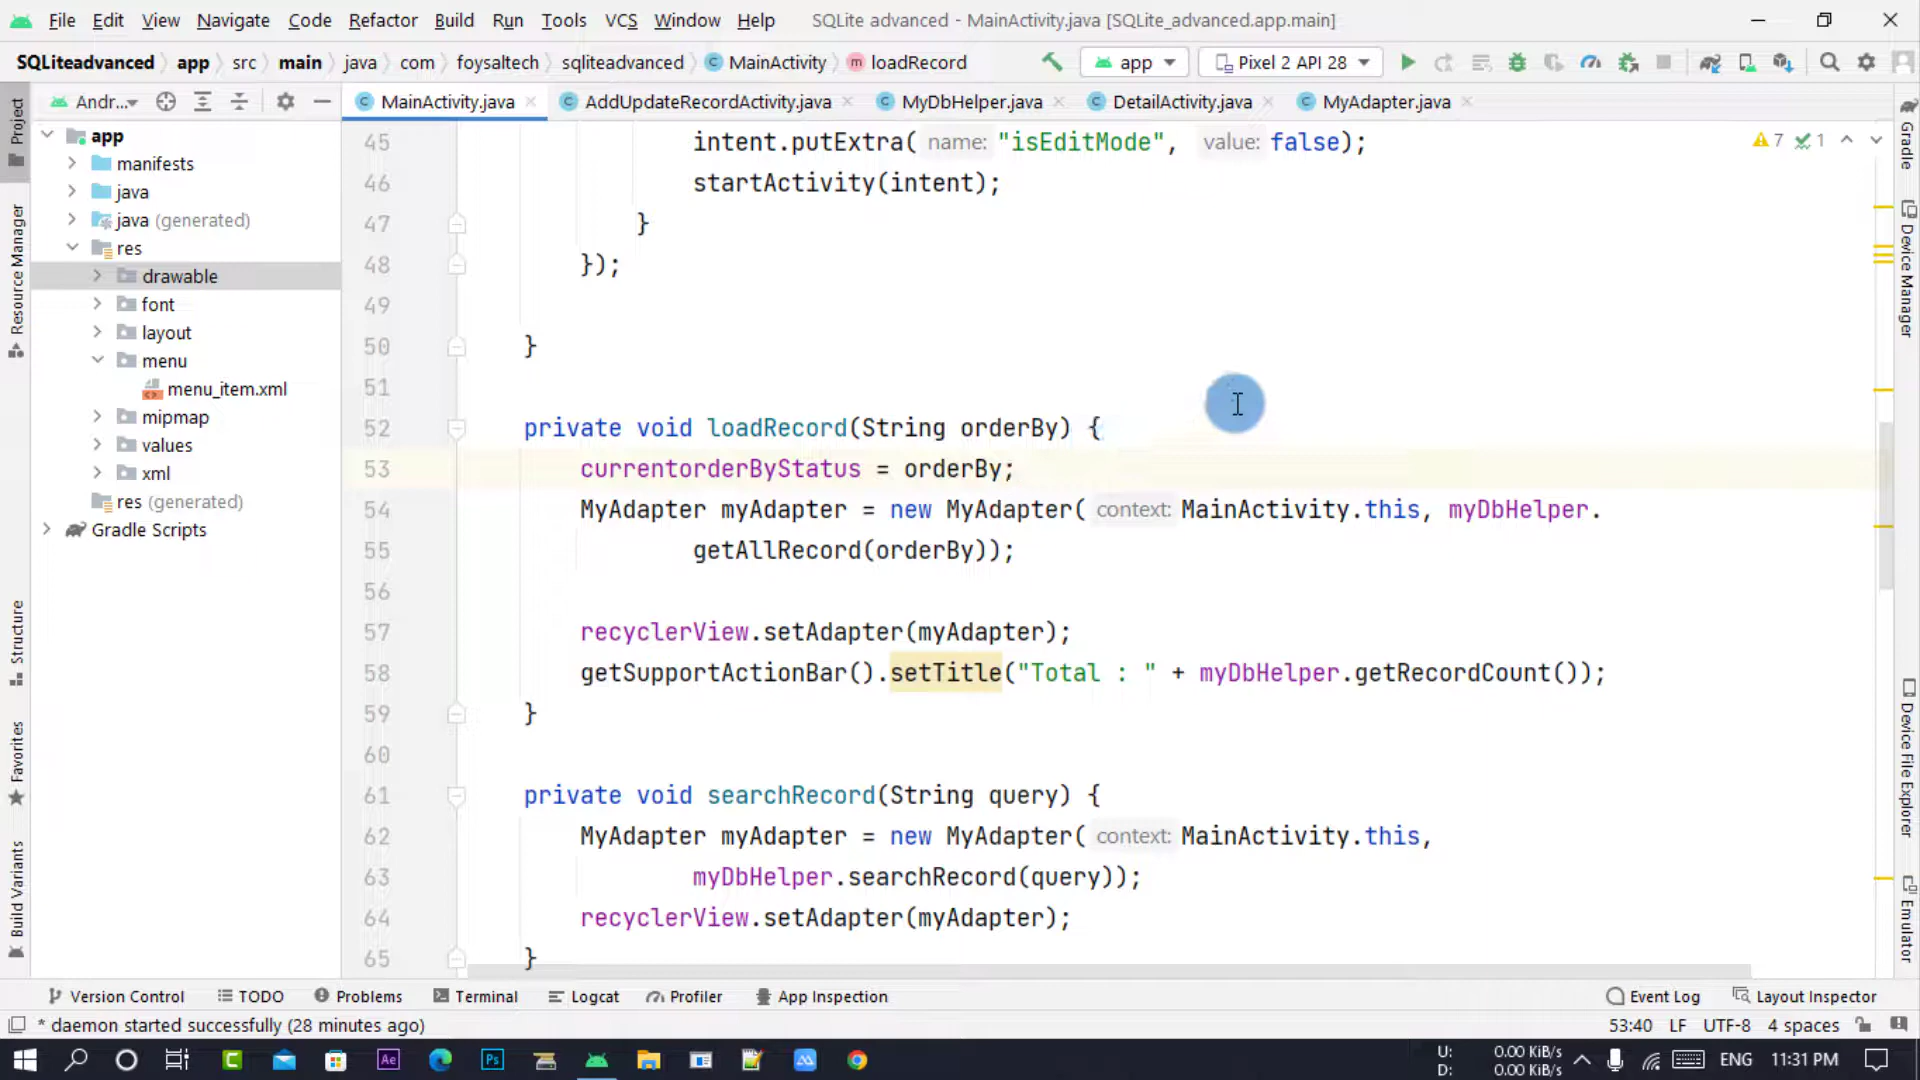 File Edit View Navigate Code Refactor Build Run Tools VCS Window Help SQLite advanced - MainActivity.java [SQLite_advanced.app.main]
SQLiteadvanced app src main java com foysaltech sqliteadvanced MainActivity loadRecord app Pixel 2 API 28
Andr... MainActivity.java AddUpdateRecordActivity.java MyDbHelper.java DetailActivity.java MyAdapter.java
Project
Resource Manager
Structure
Favorites
Build Variants
app
manifests
java
java (generated)
res
drawable
font
layout
menu
menu_item.xml
mipmap
values
xml
res (generated)
Gradle Scripts
45 intent.putExtra( name: "isEditMode", value: false);
46 startActivity(intent);
47 }
48 });
49
50 }
51
52 private void loadRecord(String orderBy) {
53 currentorderByStatus = orderBy;
54 MyAdapter myAdapter = new MyAdapter( context: MainActivity.this, myDbHelper.
55 getAllRecord(orderBy));
56
57 recyclerView.setAdapter(myAdapter);
58 getSupportActionBar().setTitle("Total : " + myDbHelper.getRecordCount());
59 }
60
61 private void searchRecord(String query) {
62 MyAdapter myAdapter = new MyAdapter( context: MainActivity.this,
63 myDbHelper.searchRecord(query));
64 recyclerView.setAdapter(myAdapter);
65 }
7 1
Gradle
Device Manager
Device File Explorer
Emulator
Version Control TODO Problems Terminal Logcat Profiler App Inspection Event Log Layout Inspector
* daemon started successfully (28 minutes ago) 53:40 LF UTF-8 4 spaces
C Ae Ps U: 0.00 KiB/s
D: 0.00 KiB/s
ENG 11:31 PM